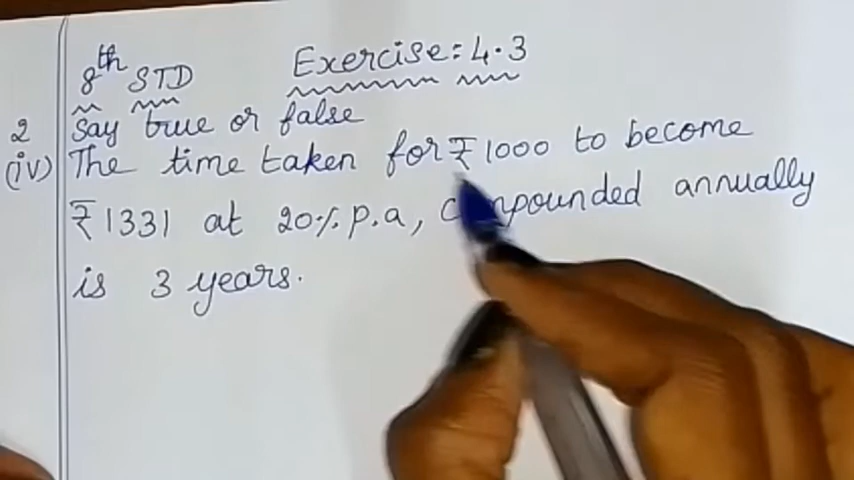 8th STD Exercise: 4.3
2 Say true or false
(iv) The time taken for ₹1000 to become
₹1331 at 20% p.a, compounded annually
is 3 years.